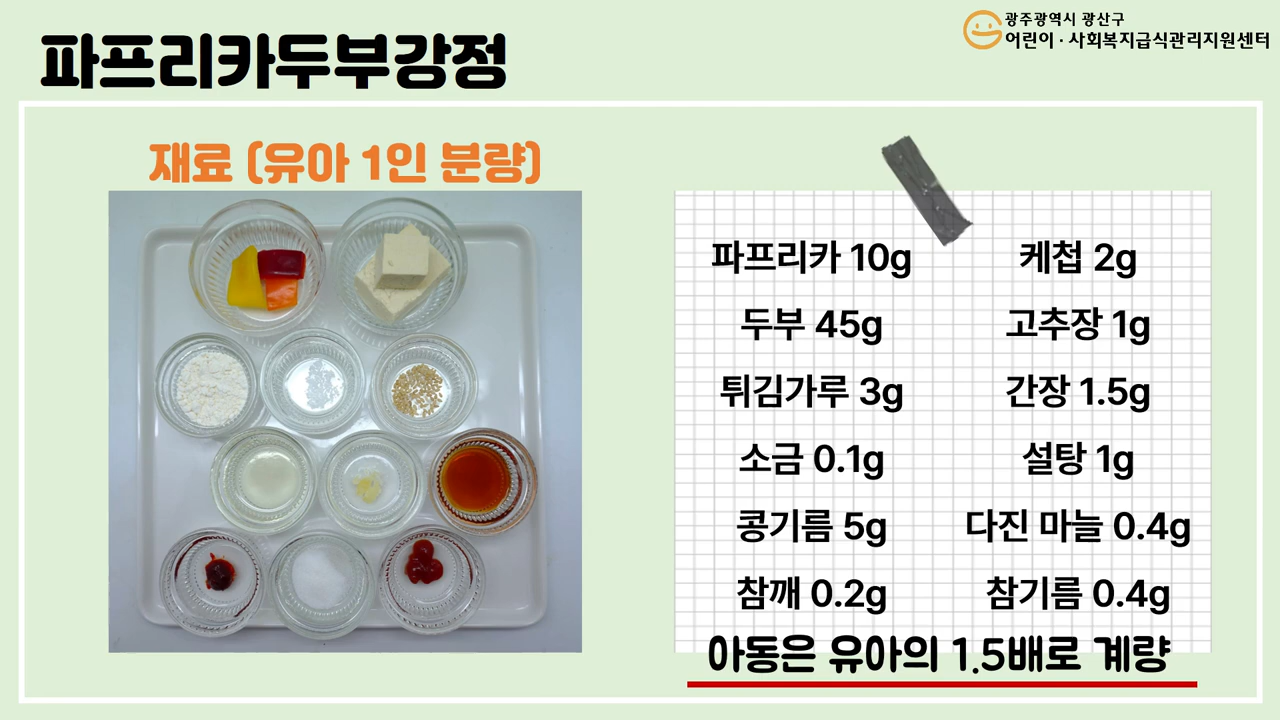 파프리카두부강정
광주광역시 광산구
어린이·사회복지급식관리지원센터
재료 (유아 1인 분량)
파프리카 10g
두부 45g
튀김가루 3g
소금 0.1g
콩기름 5g
참깨 0.2g
케첩 2g
고추장 1g
간장 1.5g
설탕 1g
다진 마늘 0.4g
참기름 0.4g
아동은 유아의 1.5배로 계량